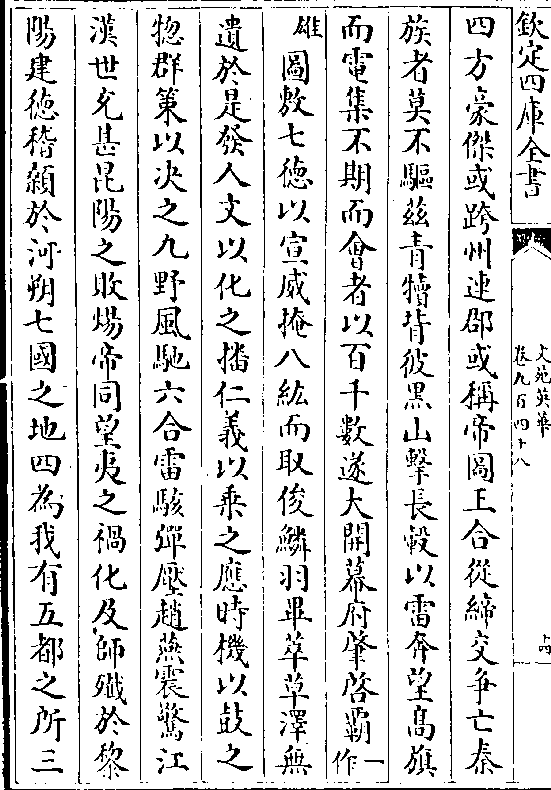 欽定四庫全書
文苑英華
卷九百四十八
四方豪傑或跨州連郡或稱帝圖王合從締交爭亡秦
族者莫不驅茲青犢背彼黑山擊長轂以雷奔望高旗
而電集不期而會者以百千數遂大開幕府肇啓霸一作
雄圖敷七德以宣威掩八紘而取俊鱗羽畢萃草澤無
遺於是發人文以化之播仁義以乗之應時機以鼓之
惣群策以决之九野風馳六合雷駭彈壓趙燕震驚江
漢世充甚昆陽之敗煬帝同望夷之禍化及師殱於黎
陽建徳稽顙於河朔七國之地四為我有五都之所三